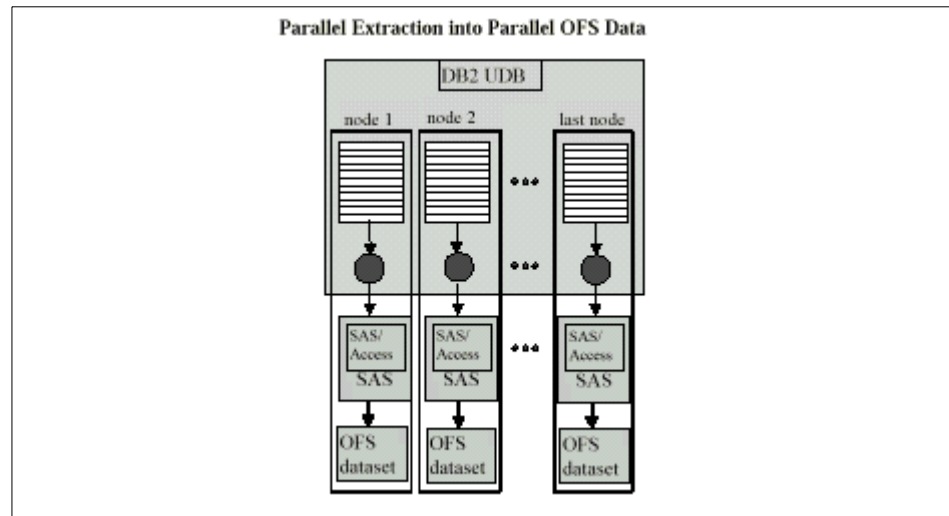 Parallel Extraction into Parallel OFS Data
DB2 UDB
node 1
node 2
last node
SAS/
Access
SAS
SAS/
Access
SAS
SAS/
Access
SAS
OFS
dataset
OFS
dataset
OFS
dataset